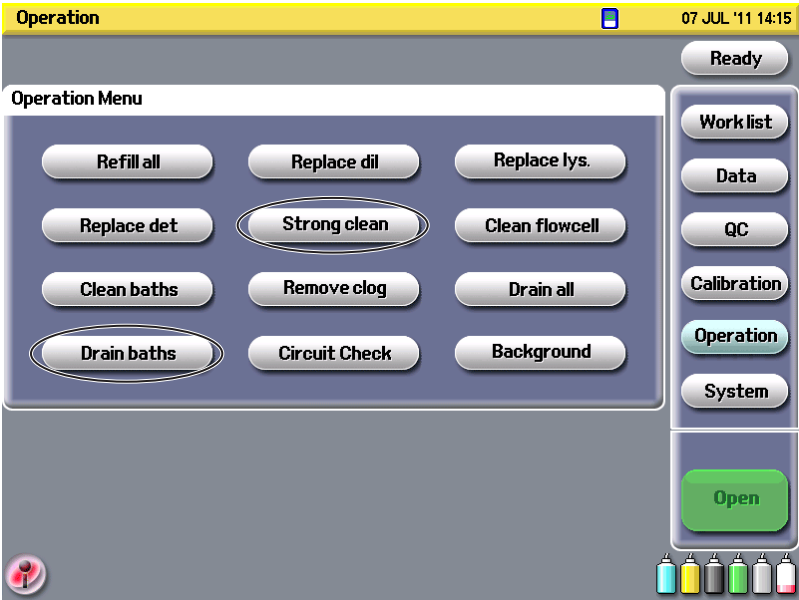 Operation
07 JUL '11 14:15
Ready
Operation Menu
Work list
Refill all
Replace dil
Replace lys.
Data
Replace det
Strong clean
Clean flowcell
QC
Clean baths
Remove clog
Drain all
Calibration
Drain baths
Circuit Check
Background
Operation
System
Open